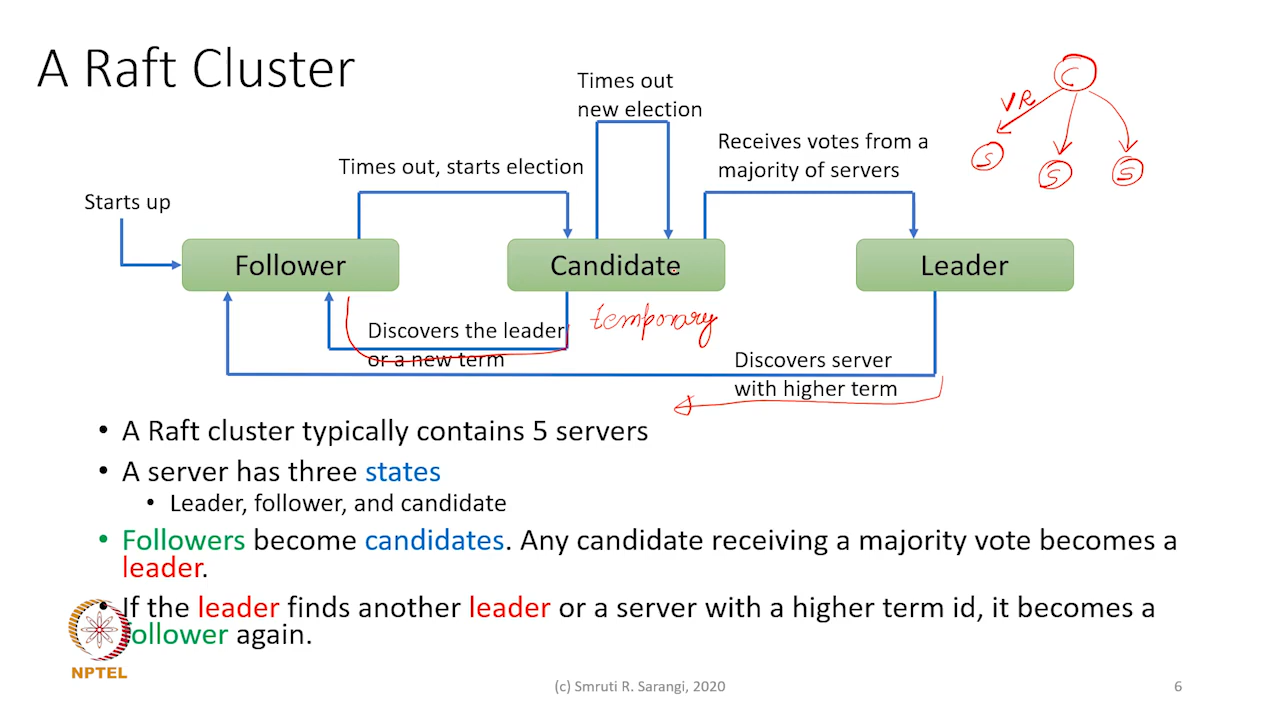 A Raft Cluster
Times out
new election
C
VR
S
S
S
Receives votes from a
majority of servers
Times out, starts election
Starts up
Follower
Candidate
Leader
temporary
Discovers the leader
or a new term
Discovers server
with higher term
• A Raft cluster typically contains 5 servers
• A server has three states
• Leader, follower, and candidate
• Followers become candidates. Any candidate receiving a majority vote becomes a
leader.
• If the leader finds another leader or a server with a higher term id, it becomes a
follower again.
NPTEL
(c) Smruti R. Sarangi, 2020
6